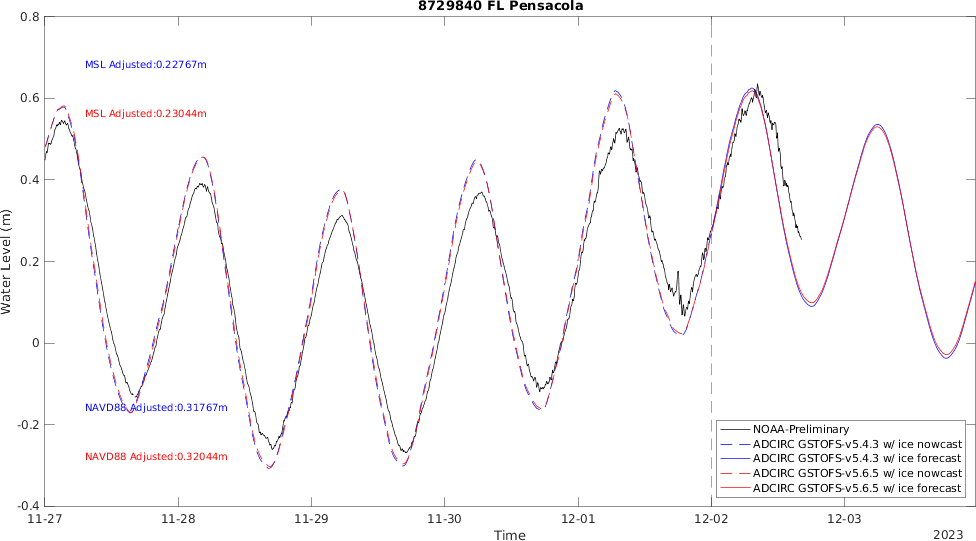 8729840 FL Pensacola
0.8
0.6
0.4
0.2
0
-0.2
-0.4
Water Level (m)
MSL Adjusted:0.22767m
MSL Adjusted:0.23044m
NAVD88 Adjusted:0.31767m
NAVD88 Adjusted:0.32044m
NOAA-Preliminary
ADCIRC GSTOFS-v5.4.3 w/ ice nowcast
ADCIRC GSTOFS-v5.4.3 w/ ice forecast
ADCIRC GSTOFS-v5.6.5 w/ ice nowcast
ADCIRC GSTOFS-v5.6.5 w/ ice forecast
11-27 11-28 11-29 11-30 12-01 12-02 12-03
Time
2023